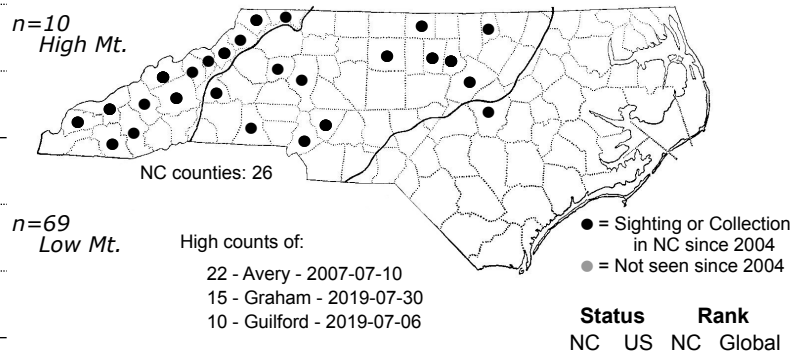 n=10
High Mt.
NC counties: 26
n=69
Low Mt.
High counts of:
22 - Avery - 2007-07-10
15 - Graham - 2019-07-30
10 - Guilford - 2019-07-06
= Sighting or Collection
in NC since 2004
= Not seen since 2004
Status Rank
NC US NC Global